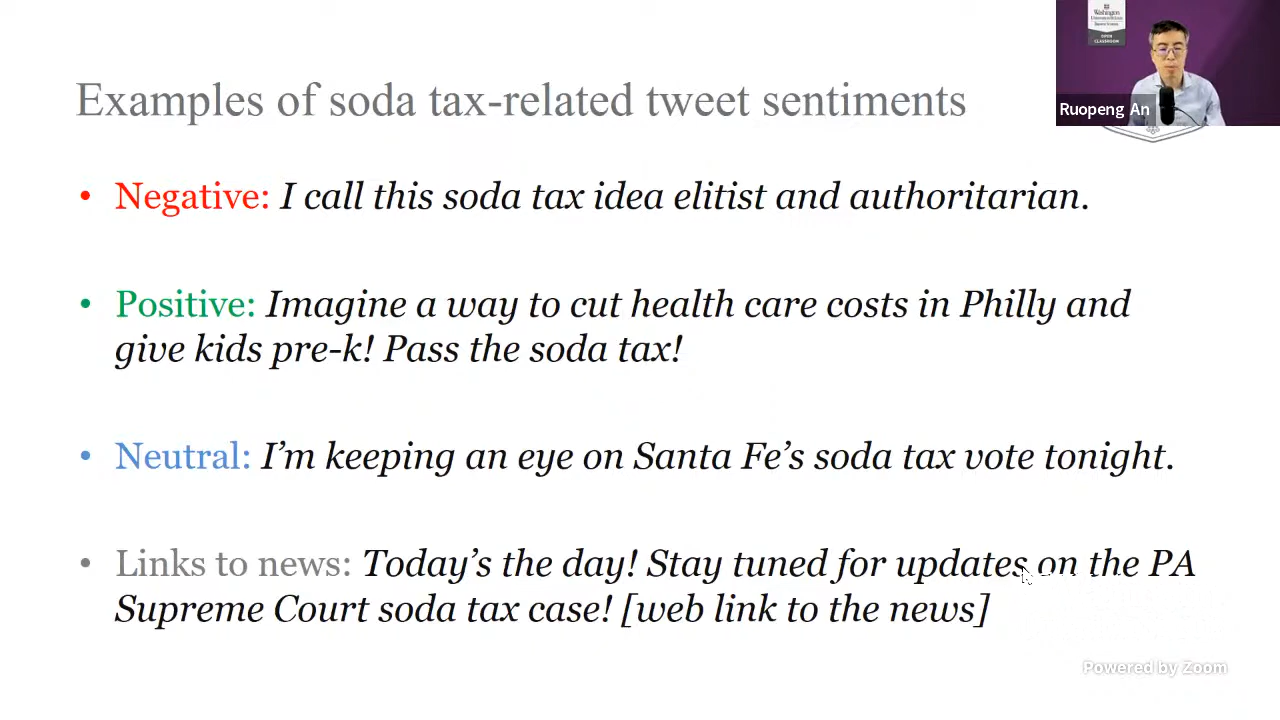 Washington
OPEN
CLASSROOM
Ruopeng An
Examples of soda tax-related tweet sentiments
• Negative: I call this soda tax idea elitist and authoritarian.
• Positive: Imagine a way to cut health care costs in Philly and
give kids pre-k! Pass the soda tax!
• Neutral: I’m keeping an eye on Santa Fe’s soda tax vote tonight.
• Links to news: Today’s the day! Stay tuned for updates on the PA
Supreme Court soda tax case! [web link to the news]
Powered by Zoom